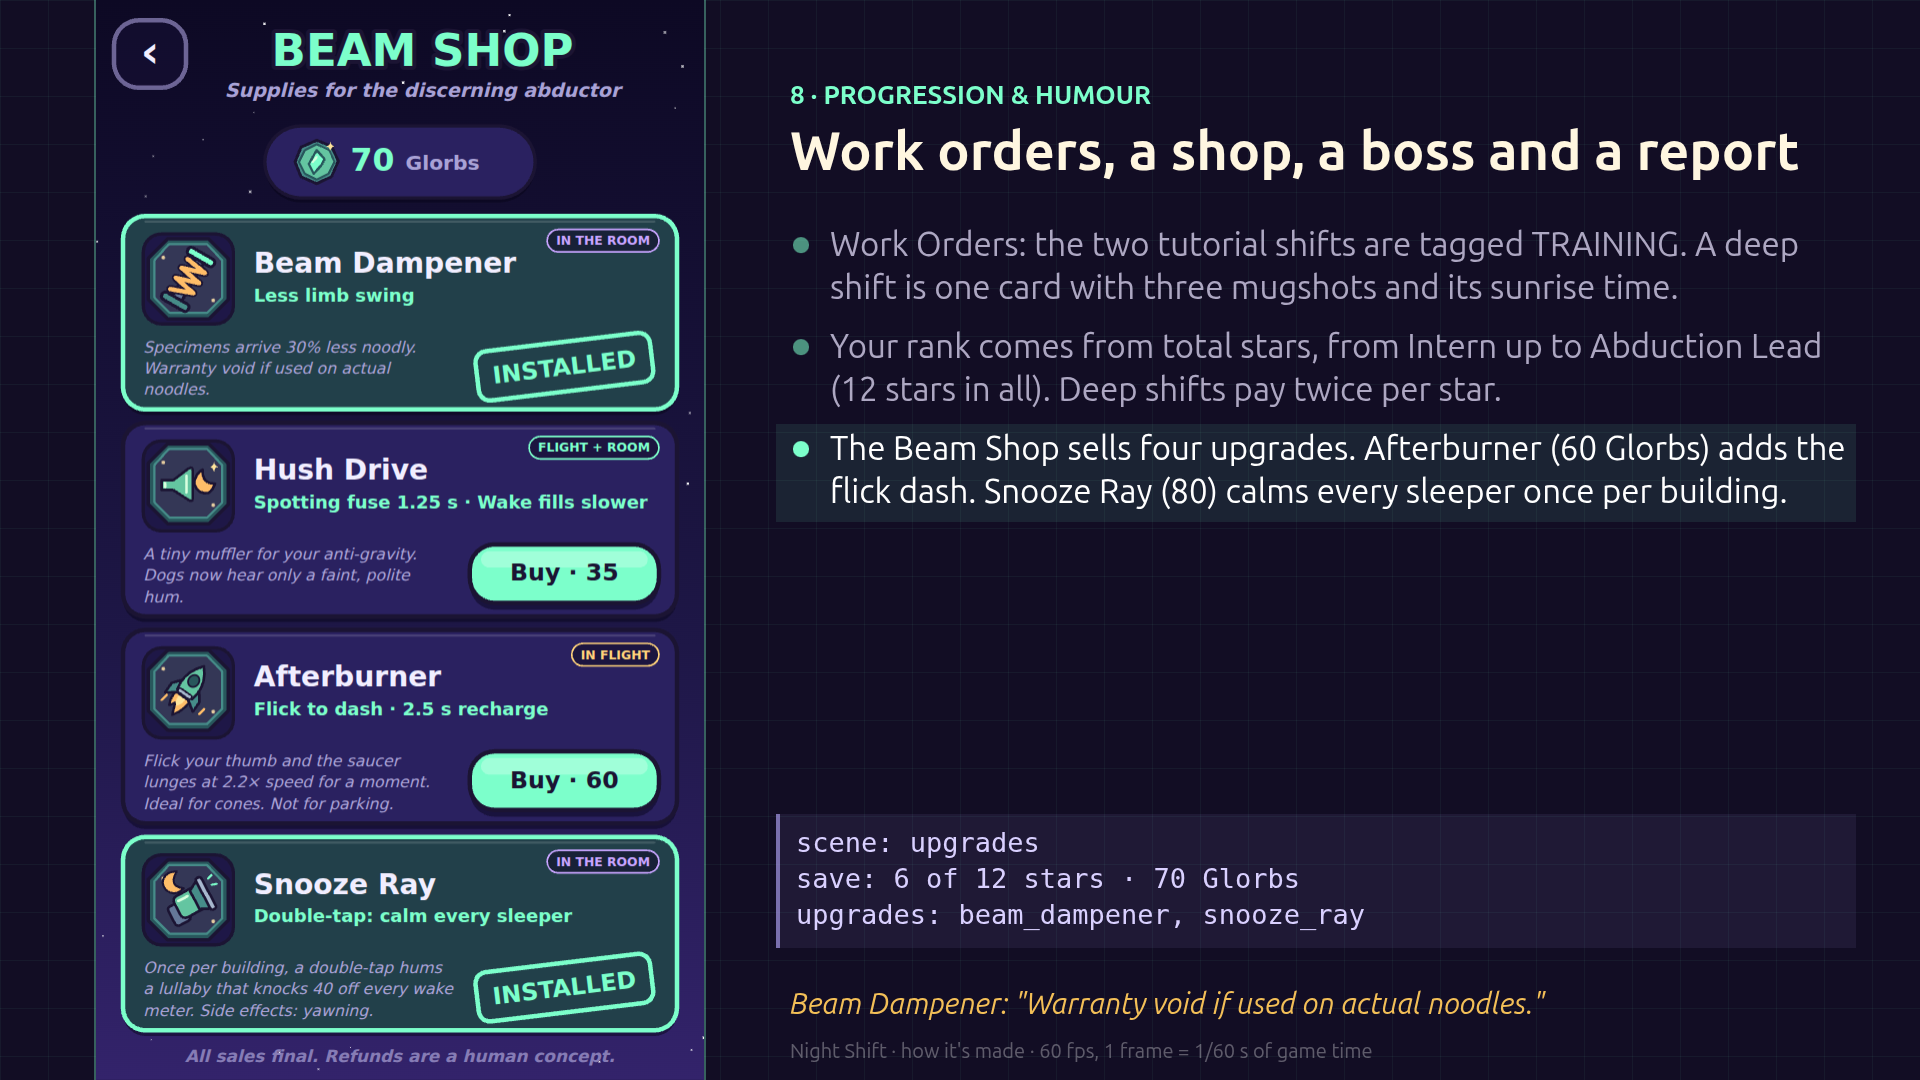 ‹
BEAM SHOP
Supplies for the discerning abductor
70 Glorbs
IN THE ROOM
Beam Dampener
Less limb swing
Specimens arrive 30% less noodly.
Warranty void if used on actual
noodles.
INSTALLED
FLIGHT + ROOM
Hush Drive
Spotting fuse 1.25 s · Wake fills slower
A tiny muffler for your anti-gravity.
Dogs now hear only a faint, polite
hum.
Buy · 35
IN FLIGHT
Afterburner
Flick to dash · 2.5 s recharge
Flick your thumb and the saucer
lunges at 2.2× speed for a moment.
Ideal for cones. Not for parking.
Buy · 60
IN THE ROOM
Snooze Ray
Double-tap: calm every sleeper
Once per building, a double-tap hums
a lullaby that knocks 40 off every wake
meter. Side effects: yawning.
INSTALLED
All sales final. Refunds are a human concept.
8 · PROGRESSION & HUMOUR
Work orders, a shop, a boss and a report
Work Orders: the two tutorial shifts are tagged TRAINING. A deep
shift is one card with three mugshots and its sunrise time.
Your rank comes from total stars, from Intern up to Abduction Lead
(12 stars in all). Deep shifts pay twice per star.
The Beam Shop sells four upgrades. Afterburner (60 Glorbs) adds the
flick dash. Snooze Ray (80) calms every sleeper once per building.
scene: upgrades
save: 6 of 12 stars · 70 Glorbs
upgrades: beam_dampener, snooze_ray
Beam Dampener: "Warranty void if used on actual noodles."
Night Shift · how it's made · 60 fps, 1 frame = 1/60 s of game time